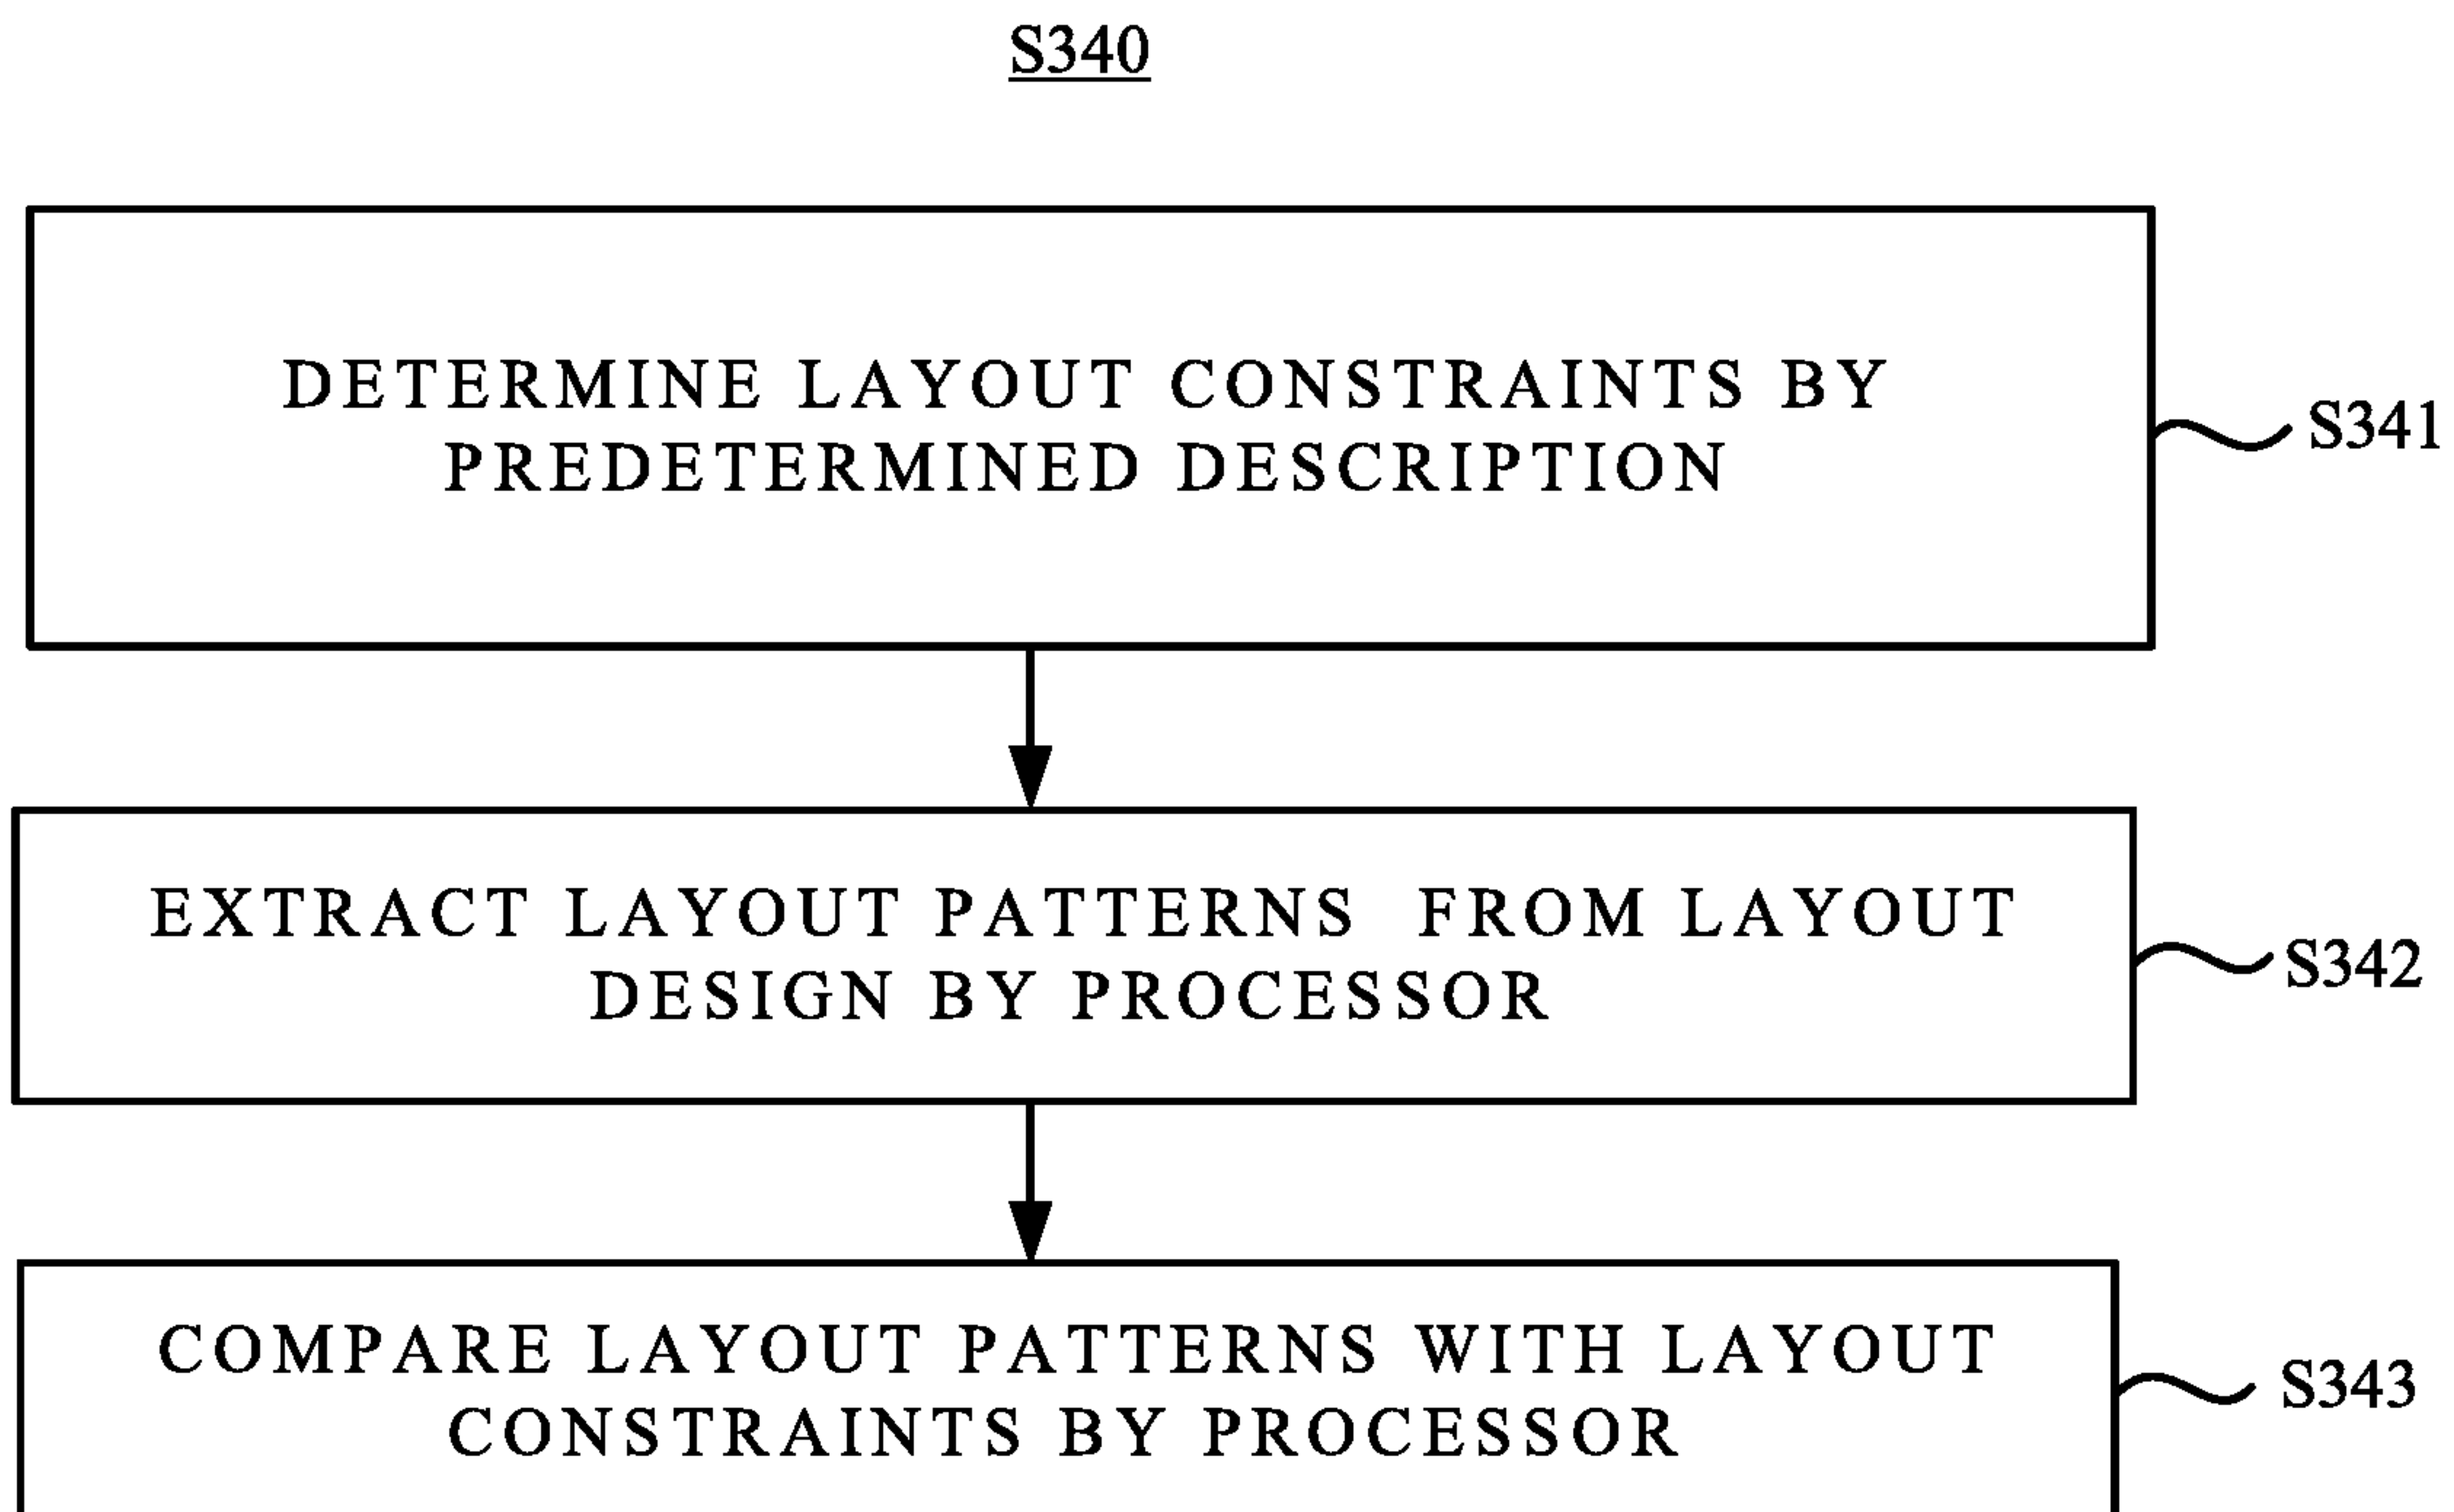 S340
DETERMINE LAYOUT CONSTRAINTS BY
PREDETERMINED DESCRIPTION
S341
EXTRACT LAYOUT PATTERNS FROM LAYOUT
DESIGN BY PROCESSOR
S342
COMPARE LAYOUT PATTERNS WITH LAYOUT
CONSTRAINTS BY PROCESSOR
S343